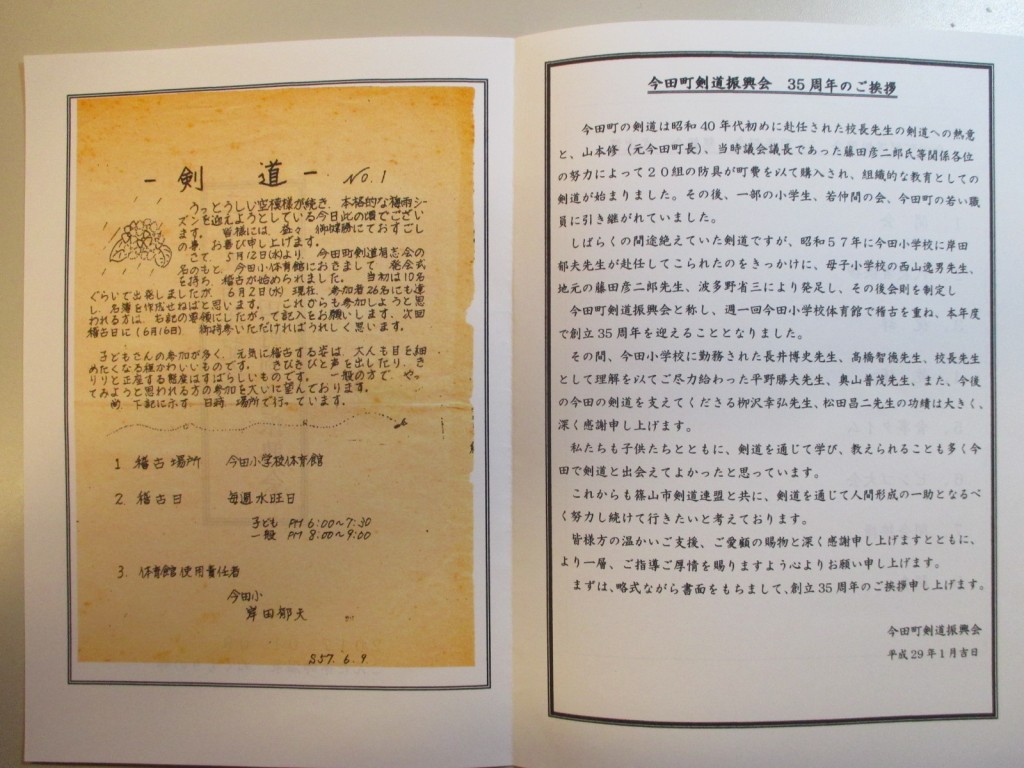 － 剣 道 － No.1
うっとうしい空模様が続き、本格的な梅雨シー
ズンを迎えようとしている今日此の頃でござい
ます。 皆様には、益々 御健勝にておすごし
の事、お喜び申し上げます。
さて、5月12日(水)より、今田町剣道有志会の
名のもと、今田小体育館におきまして 発会式
を持ち、稽古が始められました。 当初は10名
ぐらいで出発しましたが、6月2日(水)現在、参加者26名にも達
し、名簿を作成せねばと思います。 これからも参加しようと思
われる方は、右記の要領にしたがって記入をお願いします。次回
稽古日に(6月16日) 御持参いただければうれしく思います。
子どもさんの参加が多く、元気に稽古する姿は、大人も目を細
めたくなる程かわいいものです。 きびきびと声を出したり、き
りりと正座する態度はすばらしいものです。 一般の方で、やっ
てみようと思われる方の参加を大いに望んでおります。
尚、下記に示す、日時、場所で行っています。
1 稽古場所 今田小学校体育館
2 稽古日 毎週水旺日
子ども PM 6:00～7:30
一般 PM 8:00～9:00
3. 体育館使用責任者
今田小
岸田郁夫
S57.6.9
今田町剣道振興会 35周年のご挨拶
今田町の剣道は昭和40年代初めに赴任された校長先生の剣道への熱意
と、山本修（元今田町長）、当時議会議長であった藤田彦二郎氏等関係各位
の努力によって２０組の防具が町費を以て購入され、組織的な教育としての
剣道が始まりました。その後、一部の小学生、若仲間の会、今田町の若い職
員に引き継がれていました。
しばらくの間途絶えていた剣道ですが、昭和５７年に今田小学校に岸田
郁夫先生が赴任してこられたのをきっかけに、母子小学校の西山逸男先生、
地元の藤田彦二郎先生、波多野省三により発足し、その後会則を制定し
今田町剣道振興会と称し、週一回今田小学校体育館で稽古を重ね、本年度
で創立35周年を迎えることとなりました。
その間、今田小学校に勤務された長井博史先生、高橋智徳先生、校長先生
として理解を以てご尽力給わった平野勝夫先生、奥山普茂先生、また、今後
の今田の剣道を支えてくださる柳沢幸弘先生、松田昌二先生の功績は大きく、
深く感謝申し上げます。
私たちも子供たちとともに、剣道を通じて学び、教えられることも多く今
田で剣道と出会えてよかったと思っています。
これからも篠山市剣道連盟と共に、剣道を通じて人間形成の一助となるべ
く努力し続けて行きたいと考えております。
皆様方の温かいご支援、ご愛顧の賜物と深く感謝申し上げますとともに、
より一層、ご指導ご厚情を賜りますよう心よりお願い申し上げます。
まずは、略式ながら書面をもちまして、創立35周年のご挨拶申し上げます。
今田町剣道振興会
平成29年1月吉日